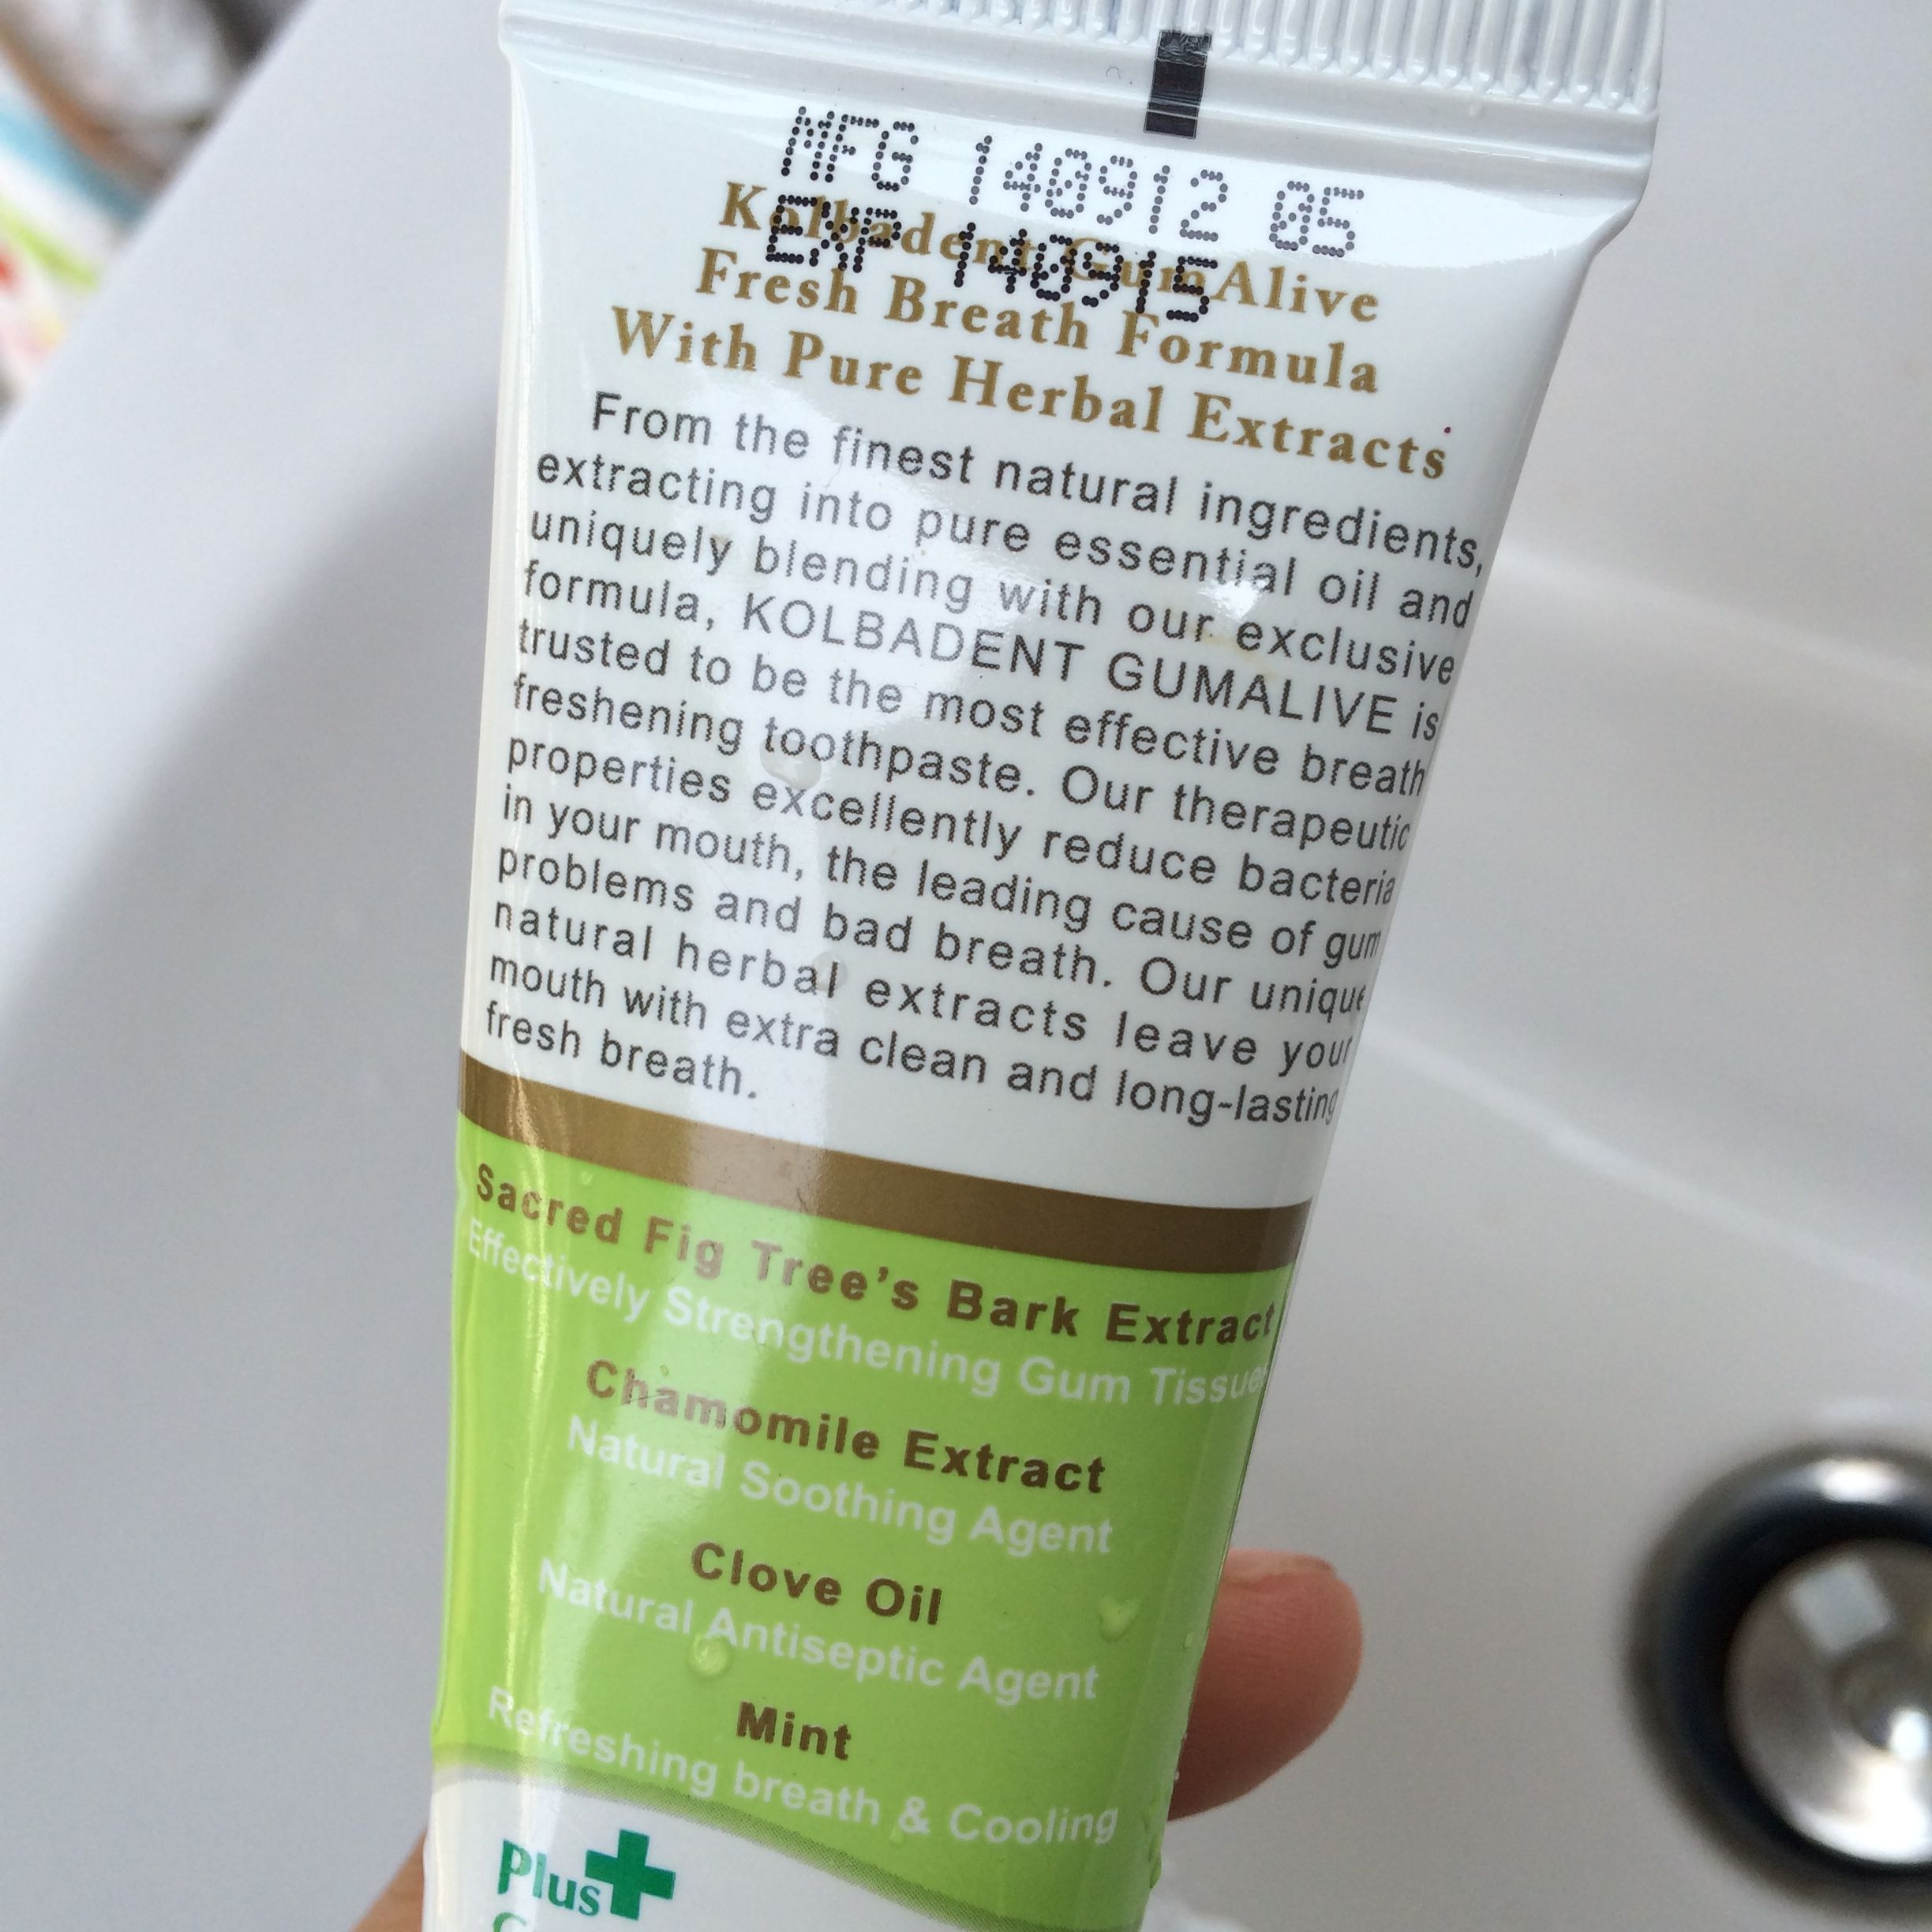 MFG 140912 05
EXP 140915
Kolbadent GumAlive
Fresh Breath Formula
With Pure Herbal Extracts
From the finest natural ingredients,
extracting into pure essential oil and
uniquely blending with our exclusive
formula, KOLBADENT GUMALIVE is
trusted to be the most effective breath
freshening toothpaste. Our therapeutic
properties excellently reduce bacteria
in your mouth, the leading cause of gum
problems and bad breath. Our unique
natural herbal extracts leave your
mouth with extra clean and long-lasting
fresh breath.
Sacred Fig Tree's Bark Extract
Effectively Strengthening Gum Tissue
Chamomile Extract
Natural Soothing Agent
Clove Oil
Natural Antiseptic Agent
Mint
Refreshing breath & Cooling
Plus